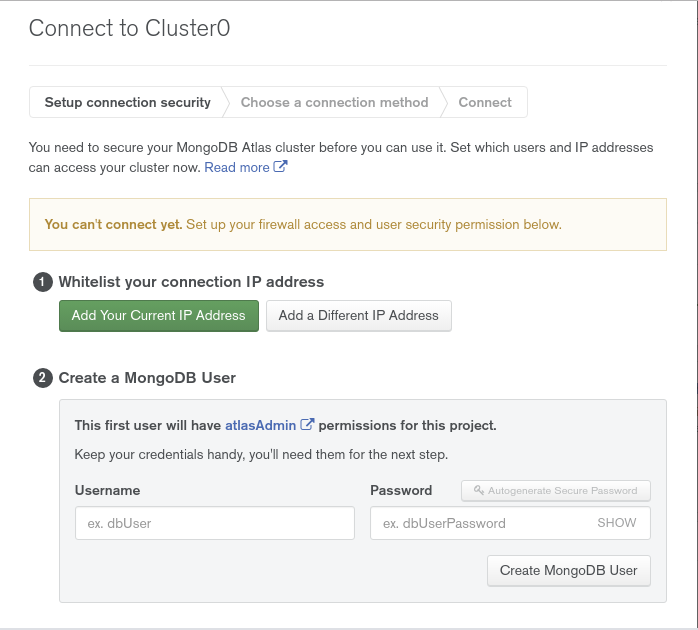 Connect to Cluster0
Setup connection security
Choose a connection method
Connect
You need to secure your MongoDB Atlas cluster before you can use it. Set which users and IP addresses
can access your cluster now. Read more
You can't connect yet. Set up your firewall access and user security permission below.
1 Whitelist your connection IP address
Add Your Current IP Address
Add a Different IP Address
2 Create a MongoDB User
This first user will have atlasAdmin permissions for this project.
Keep your credentials handy, you'll need them for the next step.
Username
Password
Autogenerate Secure Password
ex. dbUser
ex. dbUserPassword
SHOW
Create MongoDB User